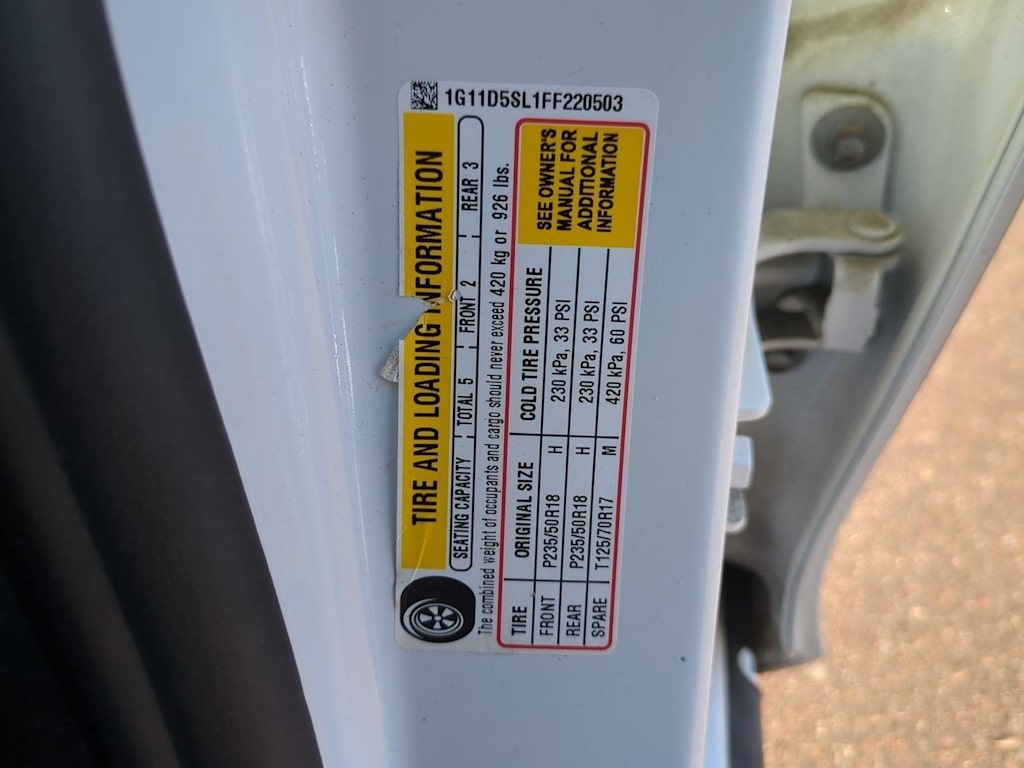 1G11D5SL1FF220503
TIRE AND LOADING INFORMATION
SEATING CAPACITY TOTAL 5 FRONT 2 REAR 3
The combined weight of occupants and cargo should never exceed 420 kg or 926 lbs.
TIRE ORIGINAL SIZE COLD TIRE PRESSURE
FRONT P235/50R18 H 230 kPa, 33 PSI
REAR P235/50R18 H 230 kPa, 33 PSI
SPARE T125/70R17 M 420 kPa, 60 PSI
SEE OWNER'S
MANUAL FOR
ADDITIONAL
INFORMATION